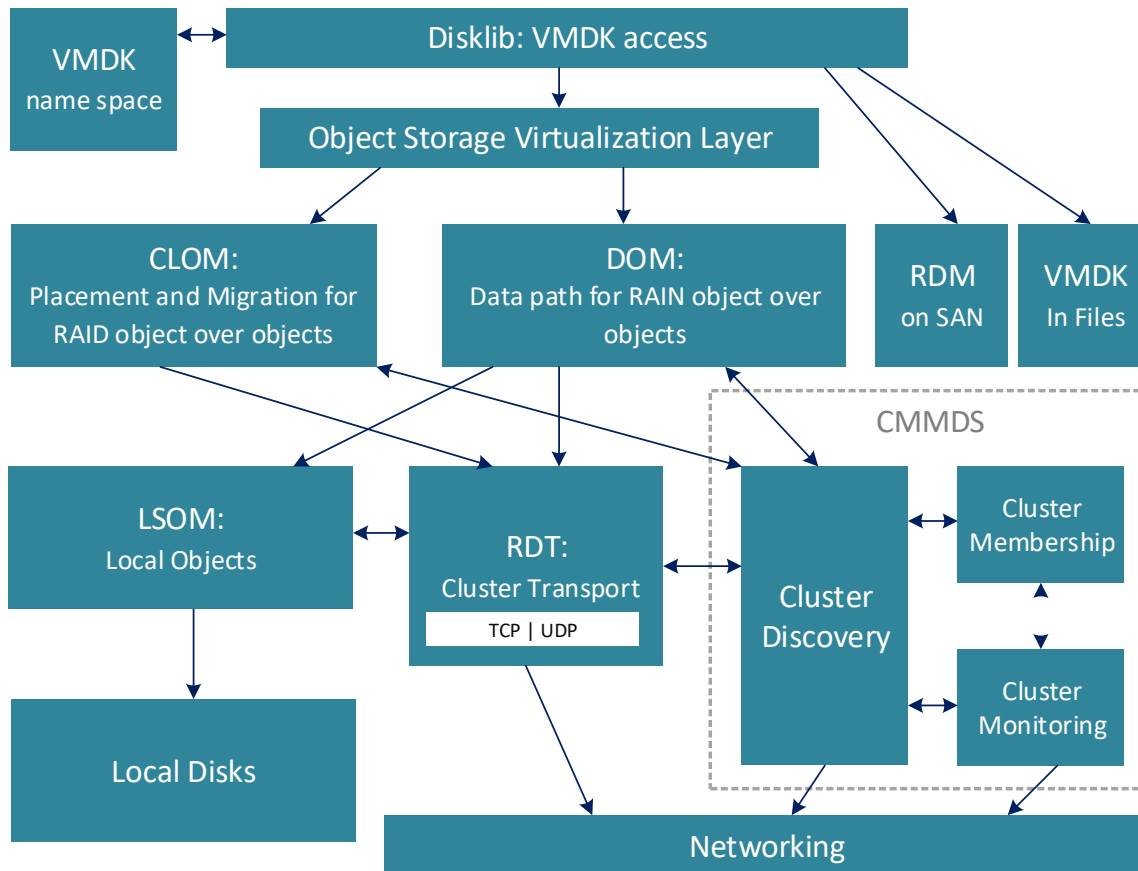 VMDK
name space
Disklib: VMDK access
Object Storage Virtualization Layer
CLOM:
Placement and Migration for
RAID object over objects
DOM:
Data path for RAIN object over
objects
RDM
on SAN
VMDK
In Files
CMMDS
LSOM:
Local Objects
RDT:
Cluster Transport
TCP | UDP
Cluster
Discovery
Cluster
Membership
Cluster
Monitoring
Local Disks
Networking